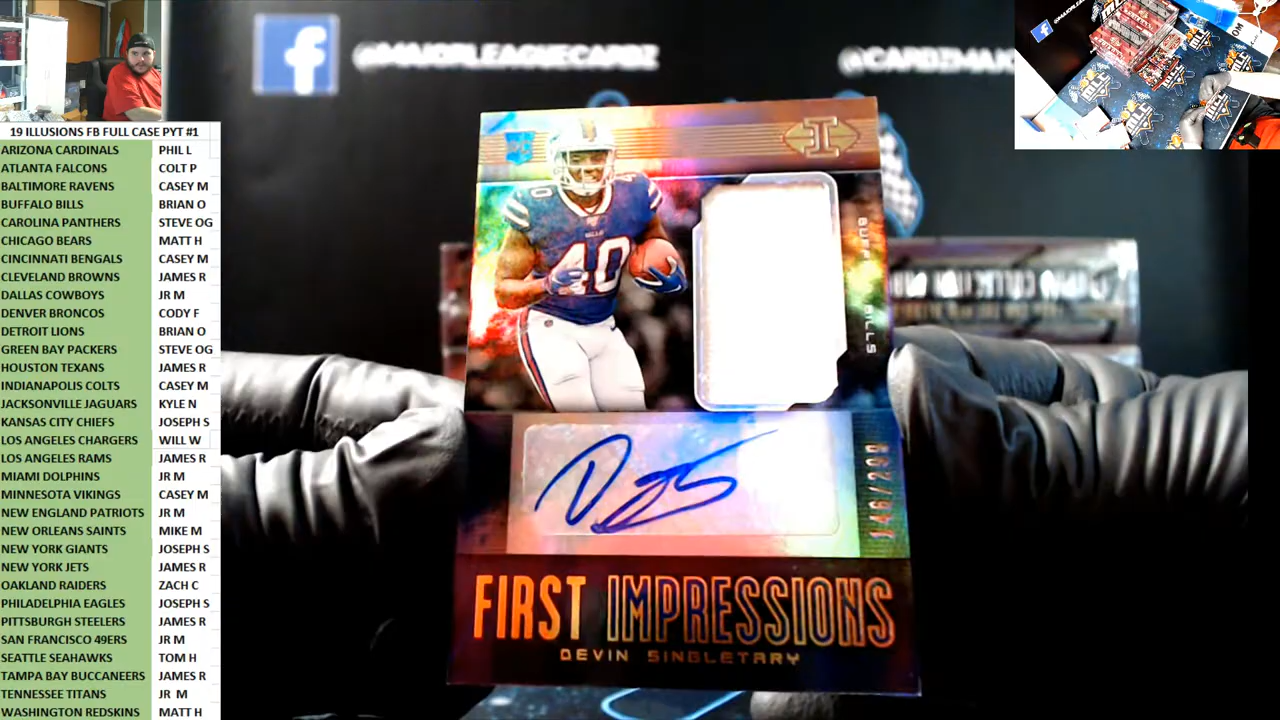 @MAJORLEAGUECARDZ
19 ILLUSIONS FB FULL CASE PYT #1
ARIZONA CARDINALS PHIL L
ATLANTA FALCONS COLT P
BALTIMORE RAVENS CASEY M
BUFFALO BILLS BRIAN O
CAROLINA PANTHERS STEVE OG
CHICAGO BEARS MATT H
CINCINNATI BENGALS CASEY M
CLEVELAND BROWNS JAMES R
DALLAS COWBOYS JR M
DENVER BRONCOS CODY F
DETROIT LIONS BRIAN O
GREEN BAY PACKERS STEVE OG
HOUSTON TEXANS JAMES R
INDIANAPOLIS COLTS CASEY M
JACKSONVILLE JAGUARS KYLE N
KANSAS CITY CHIEFS JOSEPH S
LOS ANGELES CHARGERS WILL W
LOS ANGELES RAMS JAMES R
MIAMI DOLPHINS JR M
MINNESOTA VIKINGS CASEY M
NEW ENGLAND PATRIOTS JR M
NEW ORLEANS SAINTS MIKE M
NEW YORK GIANTS JOSEPH S
NEW YORK JETS JAMES R
OAKLAND RAIDERS ZACH C
PHILADELPHIA EAGLES JOSEPH S
PITTSBURGH STEELERS JAMES R
SAN FRANCISCO 49ERS JR M
SEATTLE SEAHAWKS TOM H
TAMPA BAY BUCCANEERS JAMES R
TENNESSEE TITANS JR M
WASHINGTON REDSKINS MATT H
RC
40
40
146/299
FIRST IMPRESSIONS
DEVIN SINGLETARY